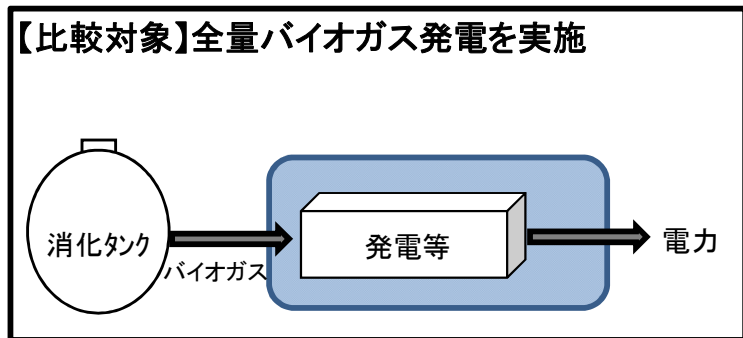 【比較対象】全量バイオガス発電を実施
消化タンク
バイオガス
発電等
電力